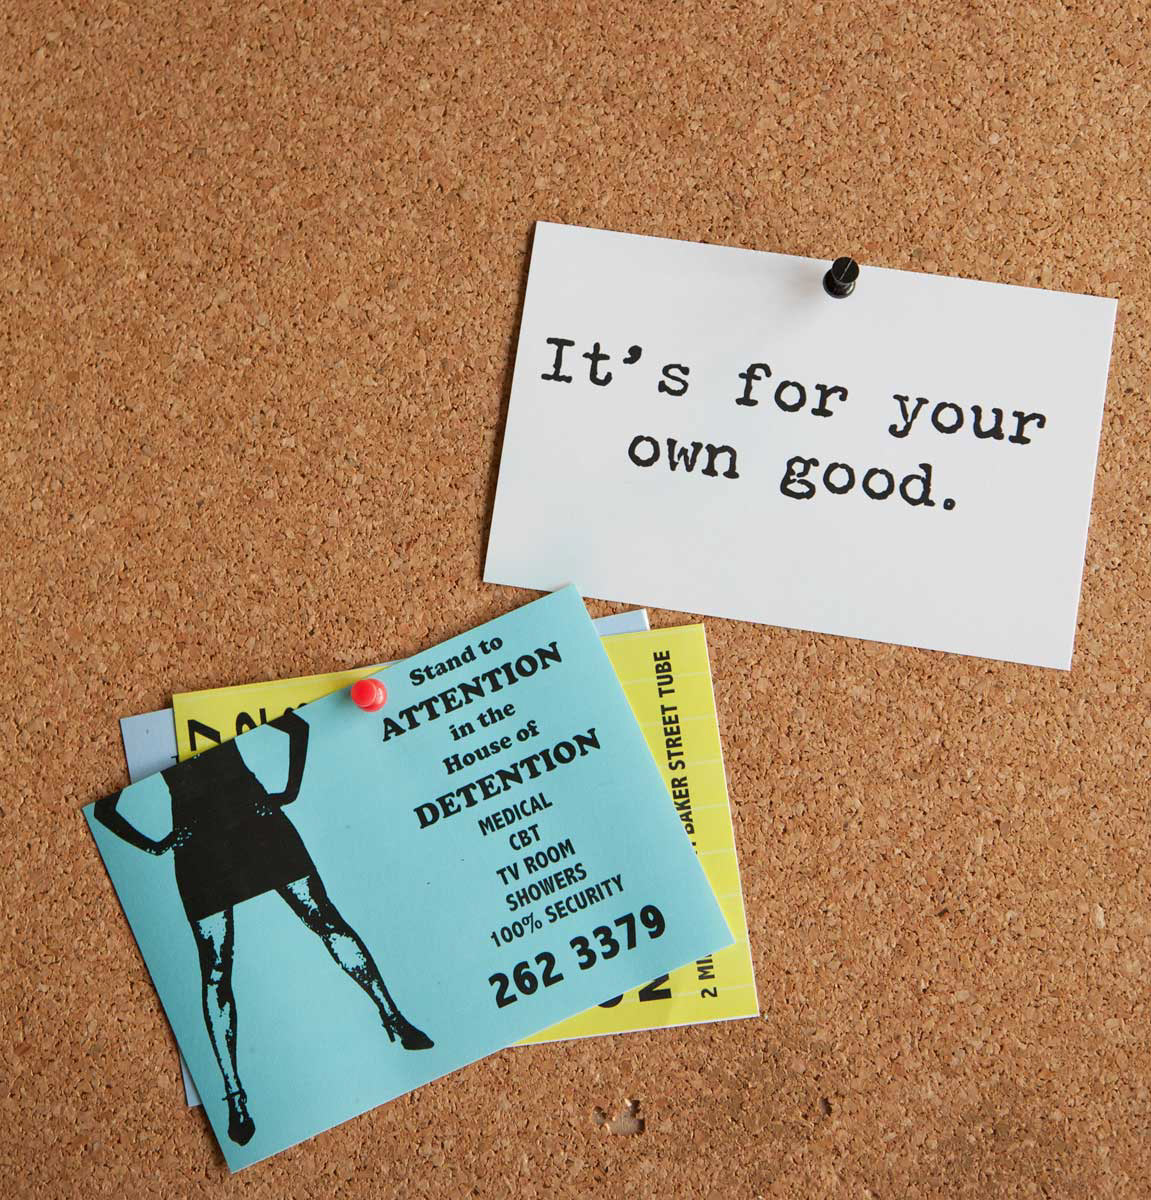 It's for your
own good.
Stand to
ATTENTION
in the
House of
DETENTION
MEDICAL
CBT
TV ROOM
SHOWERS
100% SECURITY
262 3379
BAKER STREET TUBE
2